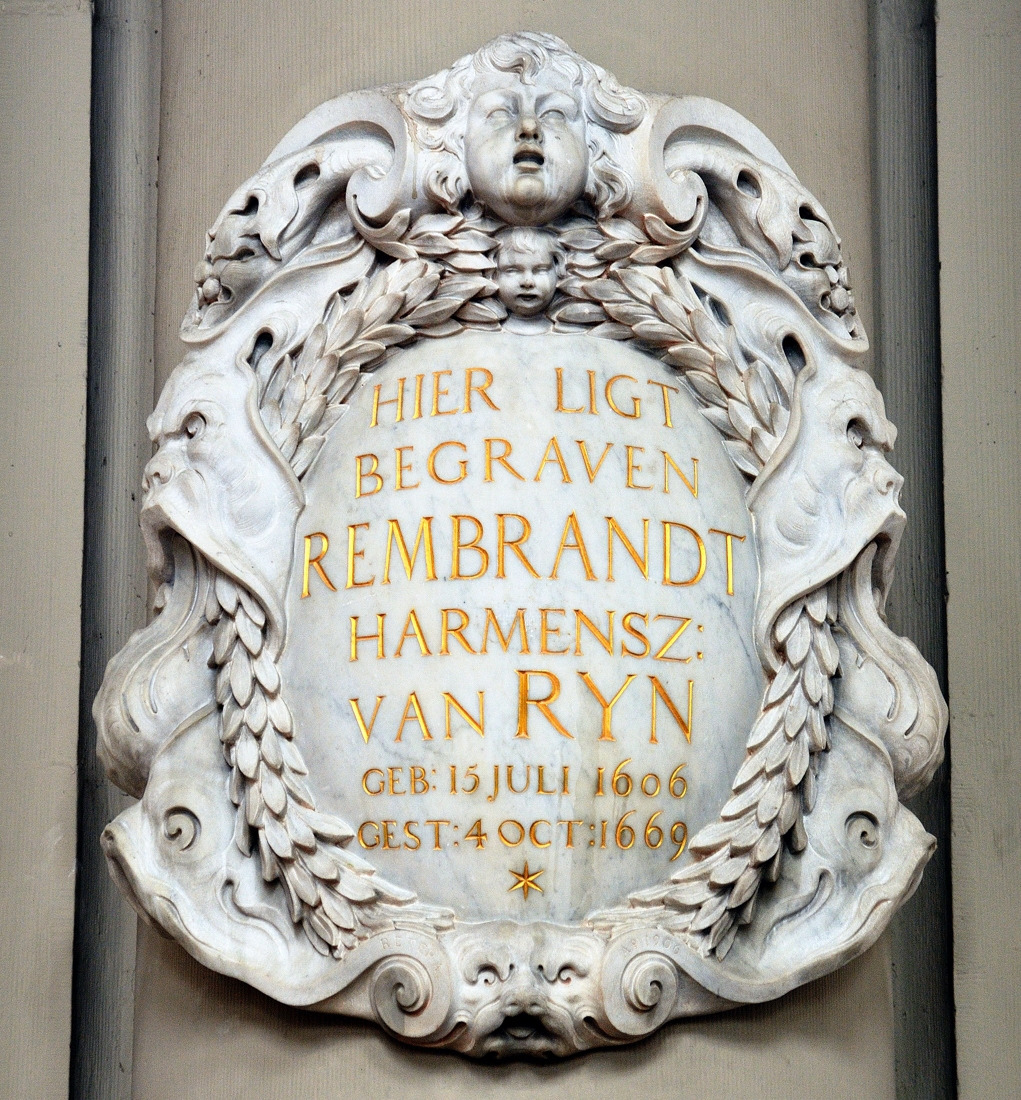 HIER LIGT
BEGRAVEN
REMBRANDT
HARMENSZ:
VAN RYN
GEB: 15 JULI 1606
GEST: 4 OCT: 1669